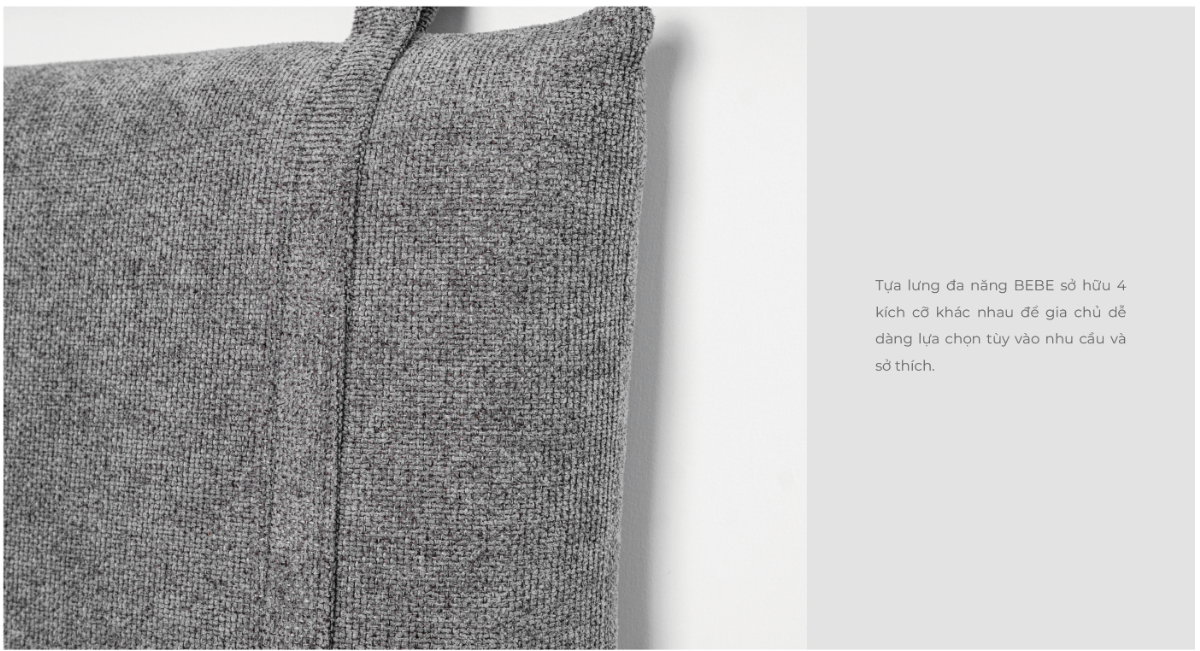 Tựa lưng đa năng BEBE sở hữu 4
kích cỡ khác nhau để gia chủ dễ
dàng lựa chọn tùy vào nhu cầu và
sở thích.